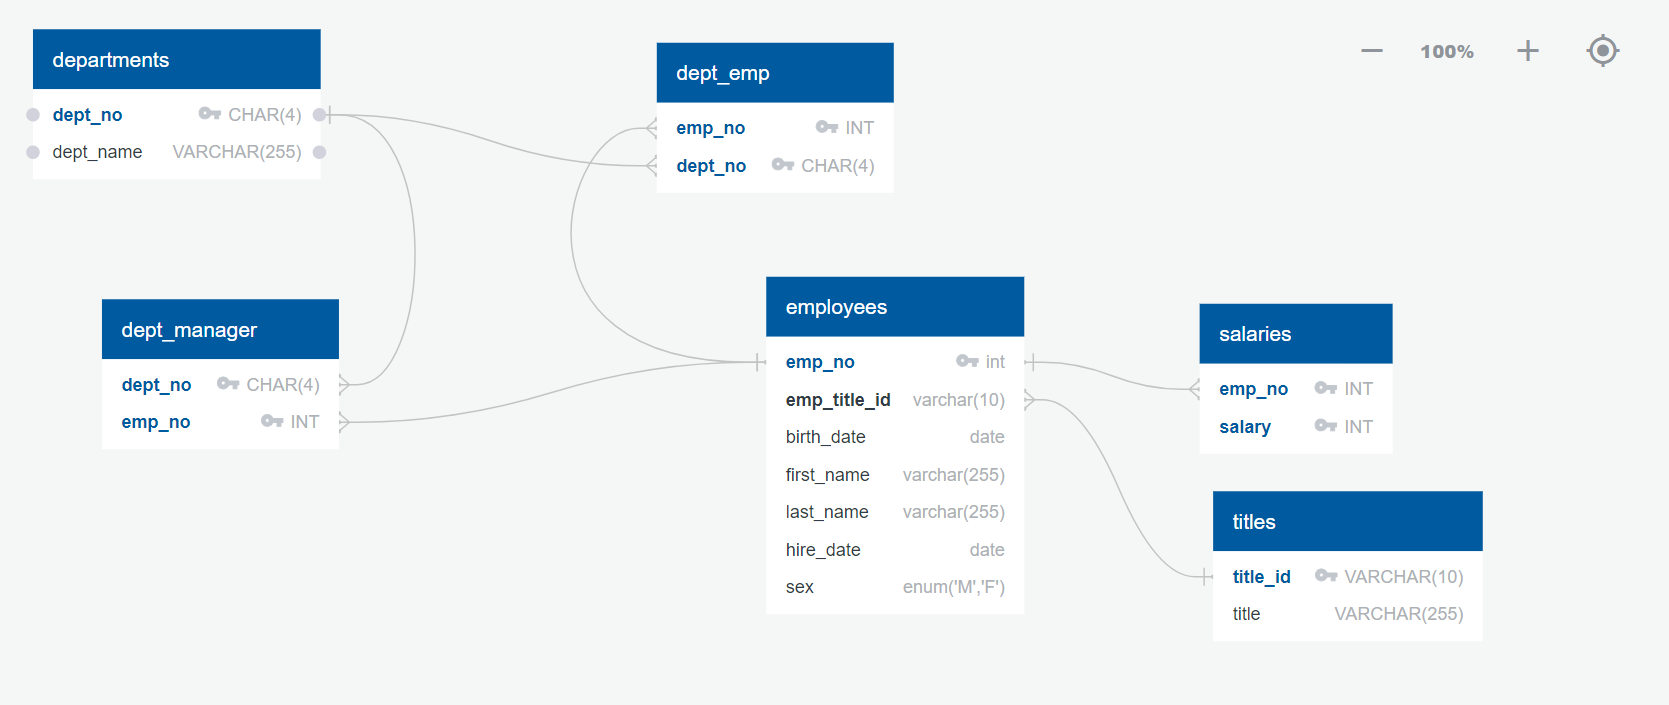 departments
dept_no CHAR(4)
dept_name VARCHAR(255)
dept_emp
emp_no INT
dept_no CHAR(4)
100%
dept_manager
dept_no CHAR(4)
emp_no INT
employees
emp_no int
emp_title_id varchar(10)
birth_date date
first_name varchar(255)
last_name varchar(255)
hire_date date
sex enum('M','F')
salaries
emp_no INT
salary INT
titles
title_id VARCHAR(10)
title VARCHAR(255)